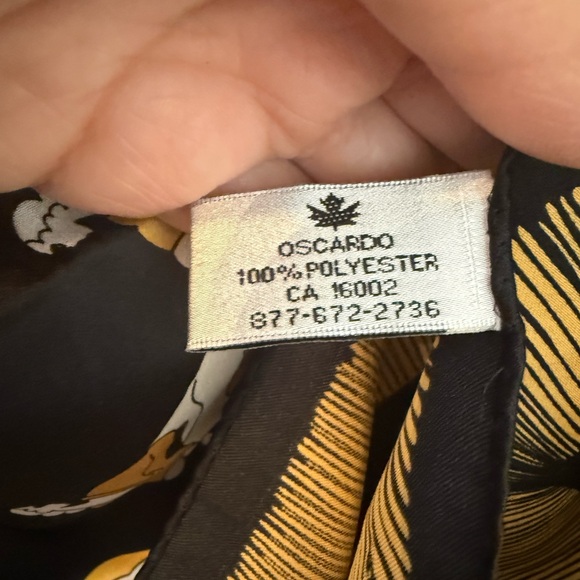 OSCARDO
100% POLYESTER
CA 16002
877-672-2736